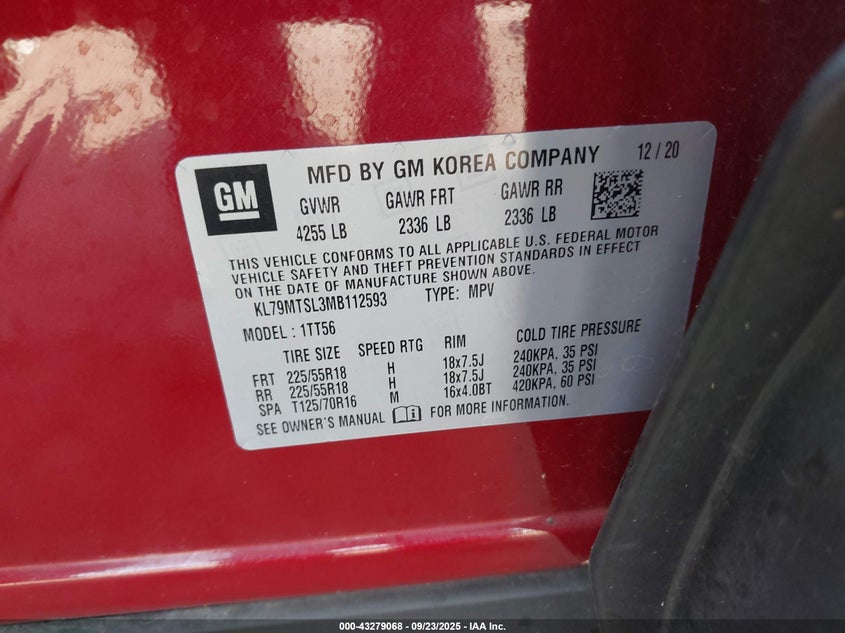 GM
MFD BY GM KOREA COMPANY 12 / 20
GVWR GAWR FRT GAWR RR
4255 LB 2336 LB 2336 LB
THIS VEHICLE CONFORMS TO ALL APPLICABLE U.S. FEDERAL MOTOR
VEHICLE SAFETY AND THEFT PREVENTION STANDARDS IN EFFECT
ON THE DATE OF MANUFACTURE SHOWN ABOVE.
KL79MTSL3MB112593 TYPE: MPV
MODEL : 1TT56
TIRE SIZE SPEED RTG RIM COLD TIRE PRESSURE
FRT 225/55R18 H 18x7.5J 240KPA, 35 PSI
RR 225/55R18 H 18x7.5J 240KPA, 35 PSI
SPA T125/70R16 M 16x4.0BT 420KPA, 60 PSI
SEE OWNER'S MANUAL FOR MORE INFORMATION.
000-43279068 - 09/23/2025 - IAA Inc.